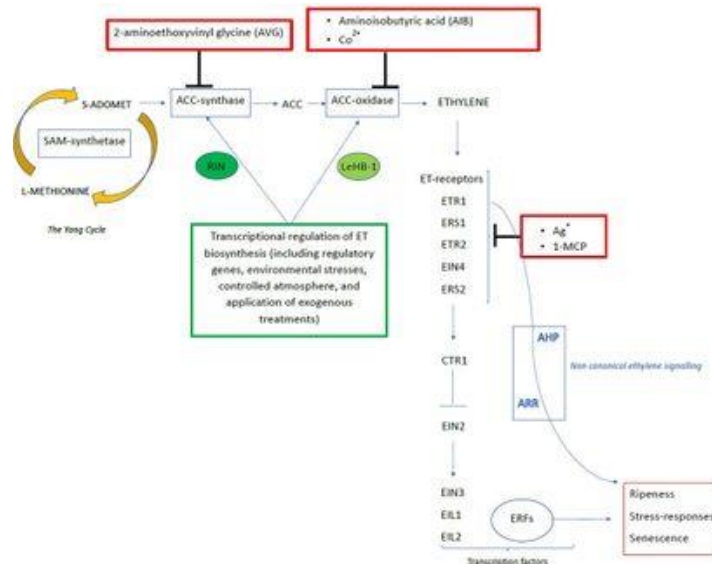 2-aminoethoxyvinyl glycine (AVG)
• Aminoisobutyric acid (AIB)
• Co²⁺
S-ADOMET
ACC-synthase
ACC
ACC-oxidase
ETHYLENE
SAM-synthetase
L-METHIONINE
The Yang Cycle
RIN
LeHB-1
Transcriptional regulation of ET
biosynthesis (including regulatory
genes, environmental stresses,
controlled atmosphere, and
application of exogenous
treatments)
ET-receptors
ETR1
ERS1
ETR2
EIN4
ERS2
• Ag⁺
• 1-MCP
CTR1
AHP
ARR
Non canonical ethylene signalling
EIN2
EIN3
EIL1
EIL2
ERFs
Transcription factors
Ripeness
Stress-responses
Senescence